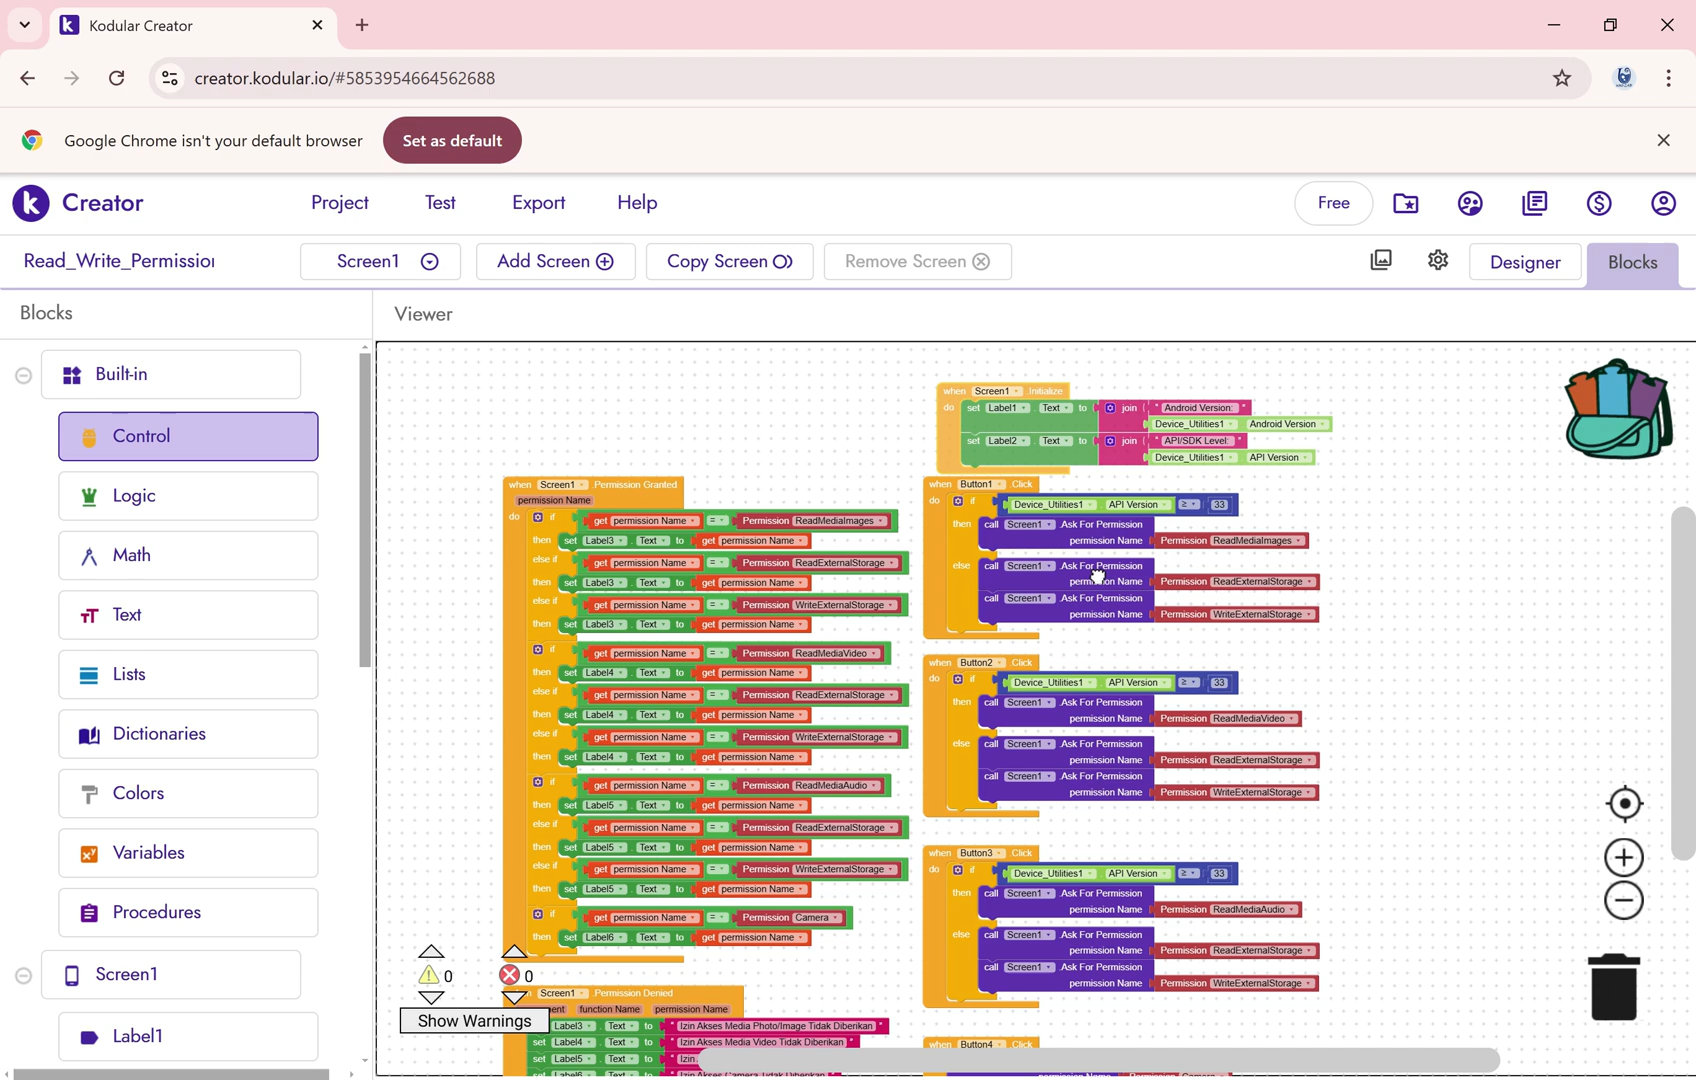 Kodular Creator
creator.kodular.io/#5853954664562688
Google Chrome isn't your default browser
Set as default
Creator
Project
Test
Export
Help
Free
Read_Write_Permission
Screen1
Add Screen
Copy Screen
Remove Screen
Designer
Blocks
Blocks
Viewer
Built-in
Control
Logic
Math
Text
Lists
Dictionaries
Colors
Variables
Procedures
Screen1
Label1
when Screen1 .Initialize
do set Label1 . Text to join " Android Version: "
Device_Utilities1 . Android Version
set Label2 . Text to join " API/SDK Level: "
Device_Utilities1 . API Version
when Screen1 .Permission Granted
permission Name
do if get permission Name = Permission ReadMediaImages
then set Label3 . Text to get permission Name
else if get permission Name = Permission ReadExternalStorage
then set Label3 . Text to get permission Name
else if get permission Name = Permission WriteExternalStorage
then set Label3 . Text to get permission Name
if get permission Name = Permission ReadMediaVideo
then set Label4 . Text to get permission Name
else if get permission Name = Permission ReadExternalStorage
then set Label4 . Text to get permission Name
else if get permission Name = Permission WriteExternalStorage
then set Label4 . Text to get permission Name
if get permission Name = Permission ReadMediaAudio
then set Label5 . Text to get permission Name
else if get permission Name = Permission ReadExternalStorage
then set Label5 . Text to get permission Name
else if get permission Name = Permission WriteExternalStorage
then set Label5 . Text to get permission Name
if get permission Name = Permission Camera
then set Label6 . Text to get permission Name
when Button1 .Click
do if Device_Utilities1 . API Version ≥ 33
then call Screen1 .Ask For Permission
permission Name Permission ReadMediaImages
else call Screen1 .Ask For Permission
permission Name Permission ReadExternalStorage
call Screen1 .Ask For Permission
permission Name Permission WriteExternalStorage
when Button2 .Click
do if Device_Utilities1 . API Version ≥ 33
then call Screen1 .Ask For Permission
permission Name Permission ReadMediaVideo
else call Screen1 .Ask For Permission
permission Name Permission ReadExternalStorage
call Screen1 .Ask For Permission
permission Name Permission WriteExternalStorage
when Button3 .Click
do if Device_Utilities1 . API Version ≥ 33
then call Screen1 .Ask For Permission
permission Name Permission ReadMediaAudio
else call Screen1 .Ask For Permission
permission Name Permission ReadExternalStorage
call Screen1 .Ask For Permission
permission Name Permission WriteExternalStorage
when Button4 .Click
0
0
Show Warnings
Screen1 .Permission Denied
function Name permission Name
Label3 . Text to " Izin Akses Media Photo/Image Tidak Diberikan "
set Label4 . Text to " Izin Akses Media Video Tidak Diberikan "
set Label5 . Text to " Izin